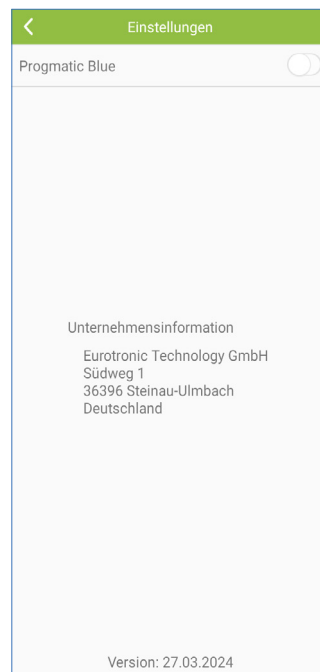 Einstellungen
Progmatic Blue
Unternehmensinformation
Eurotronic Technology GmbH
Südweg 1
36396 Steinau-Ulmbach
Deutschland
Version: 27.03.2024